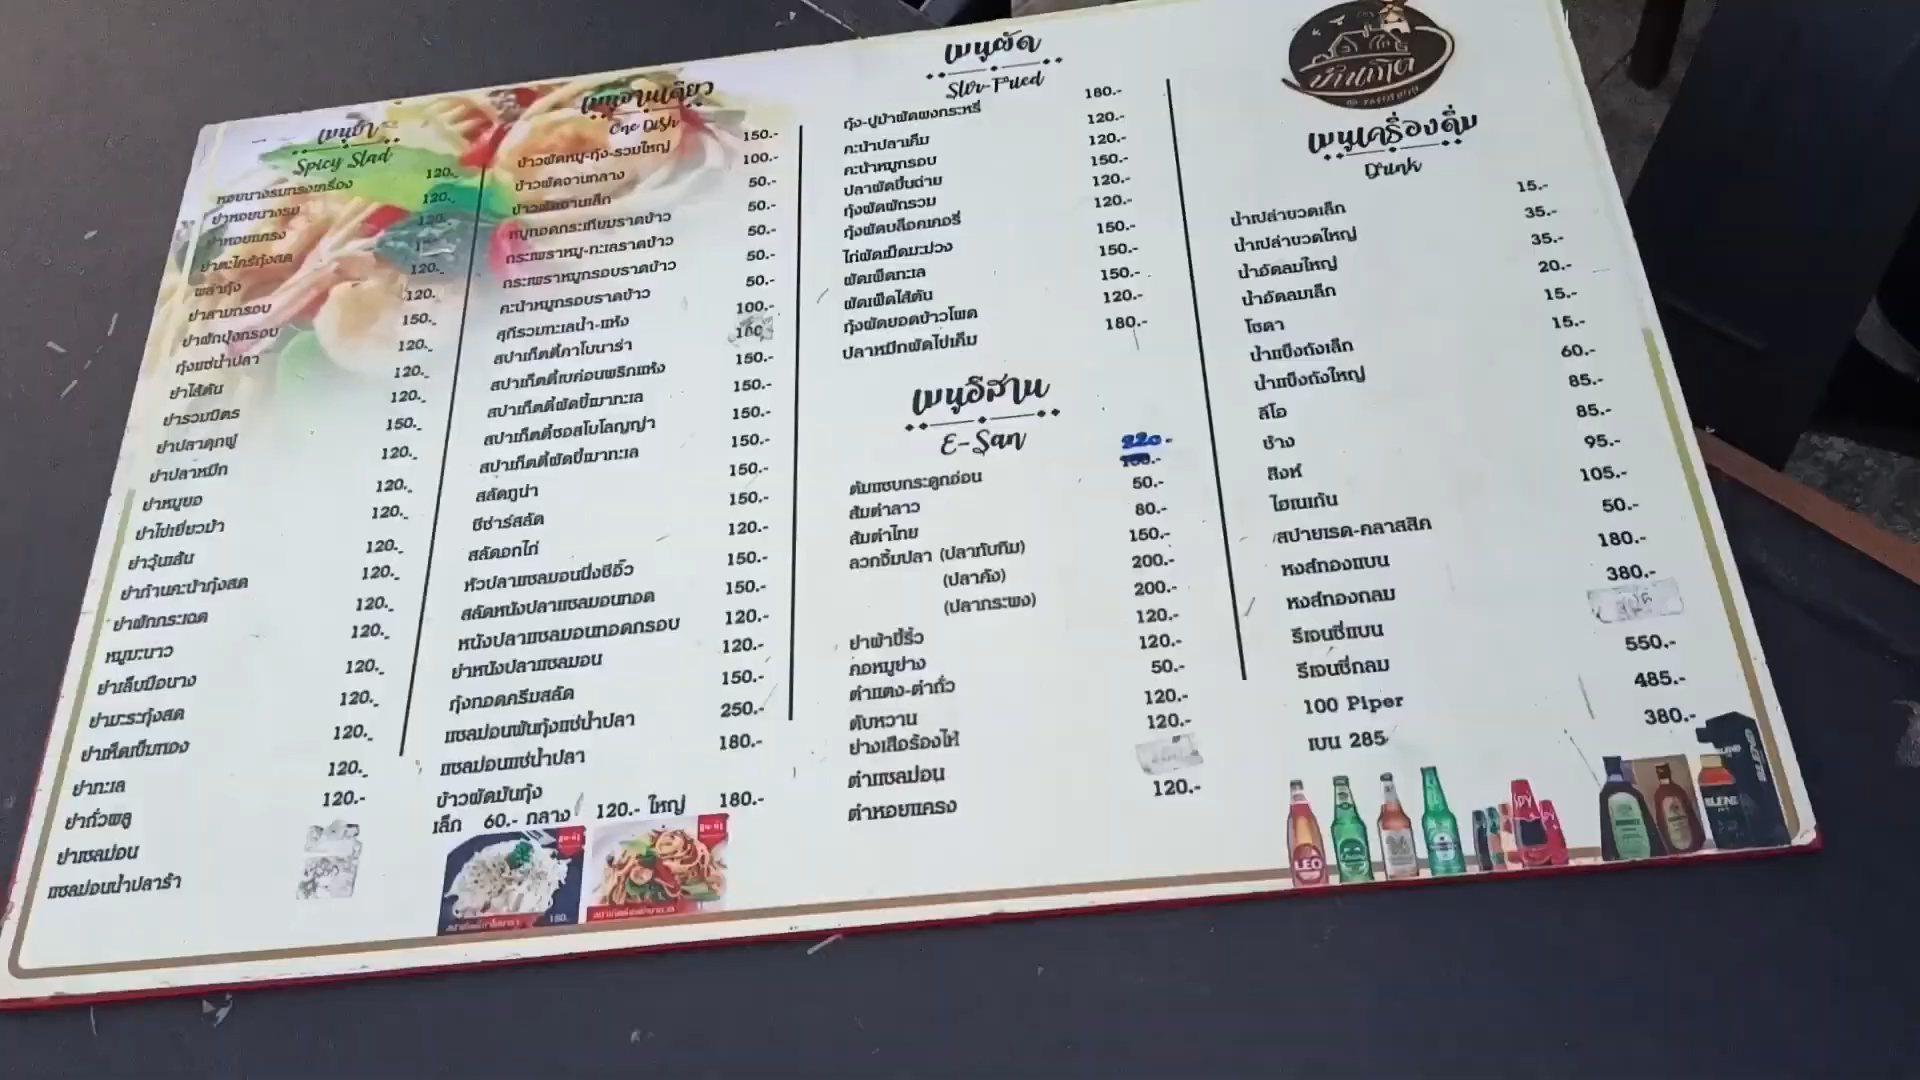 เมนูยำ
Spicy Slad
หอยนางรมทรงเครื่อง 120.-
ยำหอยนางรม 120.-
ยำหอยแครง 120.-
ยำตะไคร้กุ้งสด
พล่ากุ้ง 120.-
ยำสามกรอบ 120.-
ยำผักบุ้งกรอบ 150.-
กุ้งแช่น้ำปลา 120.-
ยำไส้ตัน 120.-
ยำรวมมิตร 120.-
ยำปลาดุกฟู 150.-
ยำปลาหมึก 120.-
ยำหมูยอ 120.-
ยำไข่เยี่ยวม้า 120.-
ยำวุ้นเส้น 120.-
ยำก้านคะน้ากุ้งสด 120.-
ยำผักกระเฉด 120.-
หมูมะนาว 120.-
ยำเล็บมือนาง 120.-
ยำมะระกุ้งสด 120.-
ยำเห็ดเข็มทอง 120.-
ยำทะเล 120.-
ยำถั่วพลู 120.-
ยำแซลม่อน
แซลม่อนน้ำปลาร้า
เมนูจานเดียว
One Dish
ข้าวผัดหมู-กุ้ง-รวมใหญ่ 150.-
ข้าวผัดจานกลาง 100.-
ข้าวผัดจานเล็ก 50.-
หมูทอดกระเทียมราดข้าว 50.-
กระเพราหมู-ทะเลราดข้าว 50.-
กระเพราหมูกรอบราดข้าว 50.-
คะน้าหมูกรอบราดข้าว 50.-
สุกี้รวมทะเลน้ำ-แห้ง 100.-
สปาเก็ตตี้คาโบนาร่า 180
สปาเก็ตตี้เบค่อนพริกแห้ง 150.-
สปาเก็ตตี้ผัดขี้เมาทะเล 150.-
สปาเก็ตตี้ซอสโบโลญญ่า 150.-
สปาเก็ตตี้ผัดขี้เมาทะเล 150.-
สลัดทูน่า 150.-
ซีซ่าร์สลัด 150.-
สลัดอกไก่ 120.-
หัวปลาแซลมอนนึ่งซีอิ๊ว 150.-
สลัดหนังปลาแซลมอนทอด 150.-
หนังปลาแซลมอนทอดกรอบ 120.-
ยำหนังปลาแซลมอน 120.-
กุ้งทอดครีมสลัด 150.-
แซลม่อนพันกุ้งแช่น้ำปลา 250.-
แซลม่อนแช่น้ำปลา 180.-
ข้าวผัดมันกุ้ง
เล็ก 60.- กลาง 120.- ใหญ่ 180.-
เมนูผัด
Stir-Fried
กุ้ง-ปูม้าผัดผงกระหรี่ 180.-
คะน้าปลาเค็ม 120.-
คะน้าหมูกรอบ 120.-
ปลาผัดขึ้นฉ่าย 150.-
กุ้งผัดผักรวม 120.-
กุ้งผัดบล็อคเคอรี่ 120.-
ไก่ผัดเม็ดมะม่วง 150.-
ผัดเผ็ดทะเล 150.-
ผัดเผ็ดไส้ตัน 150.-
กุ้งผัดยอดข้าวโพด 120.-
ปลาหมึกผัดไข่เค็ม 180.-
เมนูอีสาน
E-San
220.-
ต้มแซบกระดูกอ่อน
ส้มตำลาว 50.-
ส้มตำไทย 80.-
ลวกจิ้มปลา (ปลาทับทิม) 150.-
(ปลาคัง) 200.-
(ปลากระพง) 200.-
ยำผ้าขี้ริ้ว 120.-
คอหมูย่าง 120.-
ตำแตง-ตำถั่ว 50.-
ตับหวาน 120.-
ย่างเสือร้องไห้ 120.-
ตำแซลม่อน
ตำหอยแครง 120.-
บ้านกิด
เมนูเครื่องดื่ม
Drink
น้ำเปล่าขวดเล็ก 15.-
น้ำเปล่าขวดใหญ่ 35.-
น้ำอัดลมใหญ่ 35.-
น้ำอัดลมเล็ก 20.-
โซดา 15.-
น้ำแข็งถังเล็ก 15.-
น้ำแข็งถังใหญ่ 60.-
ลีโอ 85.-
ช้าง 85.-
สิงห์ 95.-
ไฮเนเก้น 105.-
สปายเรด-คลาสสิค 50.-
หงส์ทองแบน 180.-
หงส์ทองกลม 380.-
รีเจนซี่แบน
รีเจนซี่กลม 550.-
100 Piper 485.-
เบน 285 380.-
LEO
SPY
BLEND
BLEND